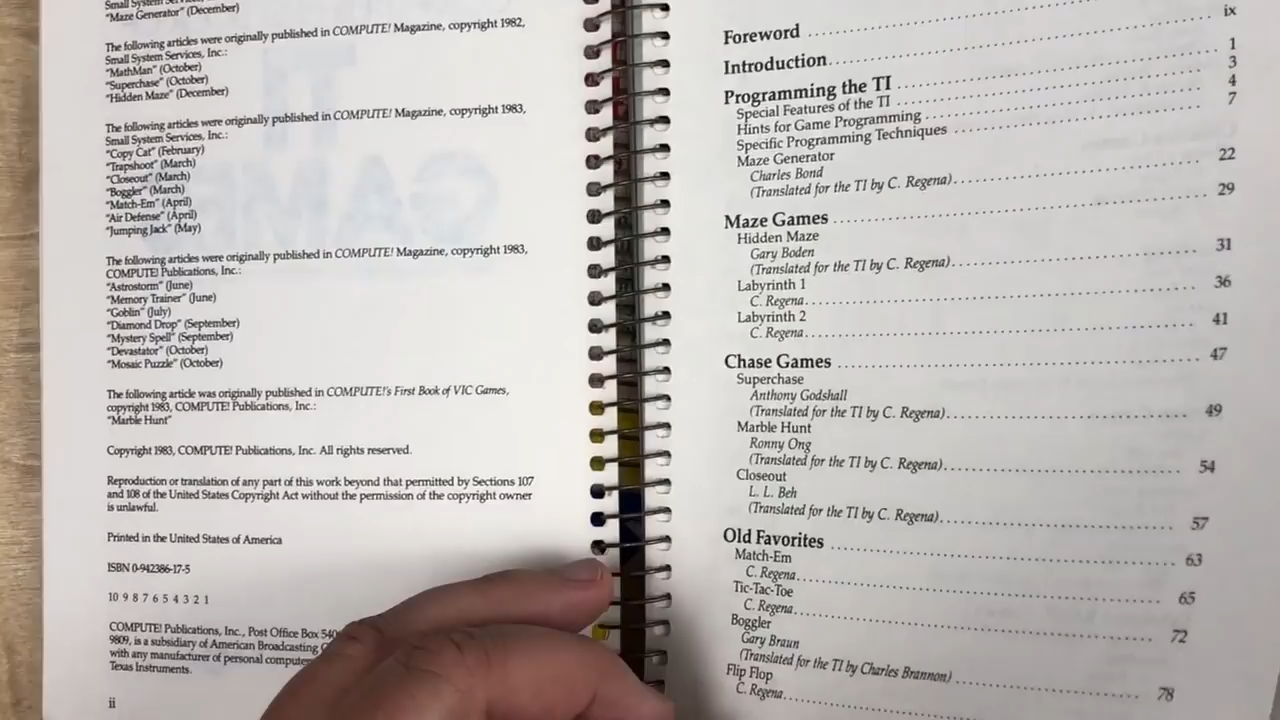 Small System Services, Inc.:
"Maze Generator" (December)
The following articles were originally published in COMPUTE! Magazine, copyright 1982,
Small System Services, Inc.:
"MathMan" (October)
"Superchase" (October)
"Hidden Maze" (December)
The following articles were originally published in COMPUTE! Magazine, copyright 1983,
Small System Services, Inc.:
"Copy Cat" (February)
"Trapshoot" (March)
"Closeout" (March)
"Boggler" (March)
"Match-Em" (April)
"Air Defense" (April)
"Jumping Jack" (May)
The following articles were originally published in COMPUTE! Magazine, copyright 1983,
COMPUTE! Publications, Inc.:
"Astrostorm" (June)
"Memory Trainer" (June)
"Goblin" (July)
"Diamond Drop" (September)
"Mystery Spell" (September)
"Devastator" (October)
"Mosaic Puzzle" (October)
The following article was originally published in COMPUTE!'s First Book of VIC Games,
copyright 1983, COMPUTE! Publications, Inc.:
"Marble Hunt"
Copyright 1983, COMPUTE! Publications, Inc. All rights reserved.
Reproduction or translation of any part of this work beyond that permitted by Sections 107
and 108 of the United States Copyright Act without the permission of the copyright owner
is unlawful.
Printed in the United States of America
ISBN 0-942386-17-5
10 9 8 7 6 5 4 3 2 1
COMPUTE! Publications, Inc., Post Office Box 540
9809, is a subsidiary of American Broadcasting
with any manufacturer of personal
Texas Instruments.
ii
Foreword
Introduction ix
Programming the TI 1
Special Features of the TI 3
Hints for Game Programming 4
Specific Programming Techniques 7
Maze Generator
Charles Bond
(Translated for the TI by C. Regena) 22
Maze Games 29
Hidden Maze
Gary Boden
(Translated for the TI by C. Regena) 31
Labyrinth 1
C. Regena 36
Labyrinth 2
C. Regena 41
Chase Games 47
Superchase
Anthony Godshall
(Translated for the TI by C. Regena) 49
Marble Hunt
Ronny Ong
(Translated for the TI by C. Regena) 54
Closeout
L. L. Beh
(Translated for the TI by C. Regena) 57
Old Favorites 63
Match-Em
C. Regena 65
Tic-Tac-Toe
C. Regena 72
Boggler
Gary Braun
(Translated for the TI by Charles Brannon) 78
Flip Flop
C. Regena